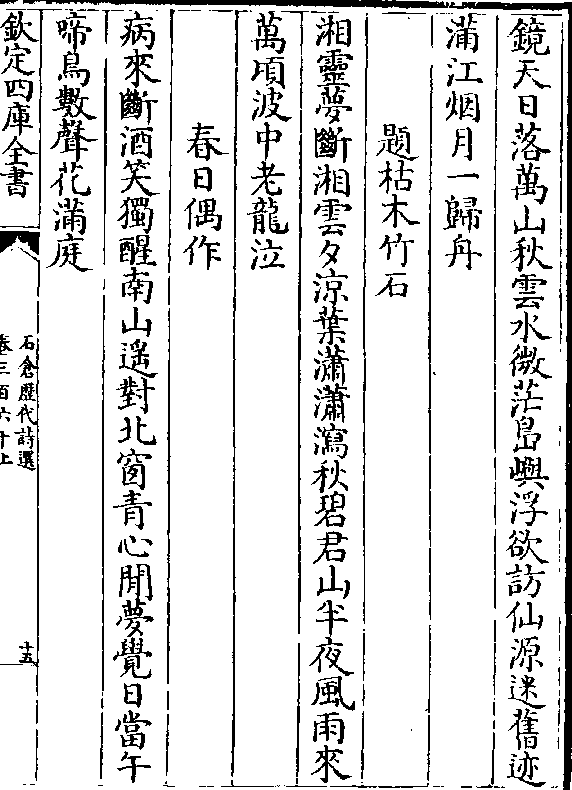 鏡天日落萬山秋雲水微茫島嶼浮欲訪仙源迷舊迹
蒲江烟月一歸舟
題枯木竹石
湘靈夢斷湘雲夕涼葉瀟瀟瀉秋碧君山半夜風雨來
萬頃波中老龍泣
春日偶作
病來斷酒笑獨醒南山遥對北窗青心閒夢覺日當午
啼鳥數聲花滿庭
欽定四庫全書
石倉歴代詩選
卷三百六十上
十五